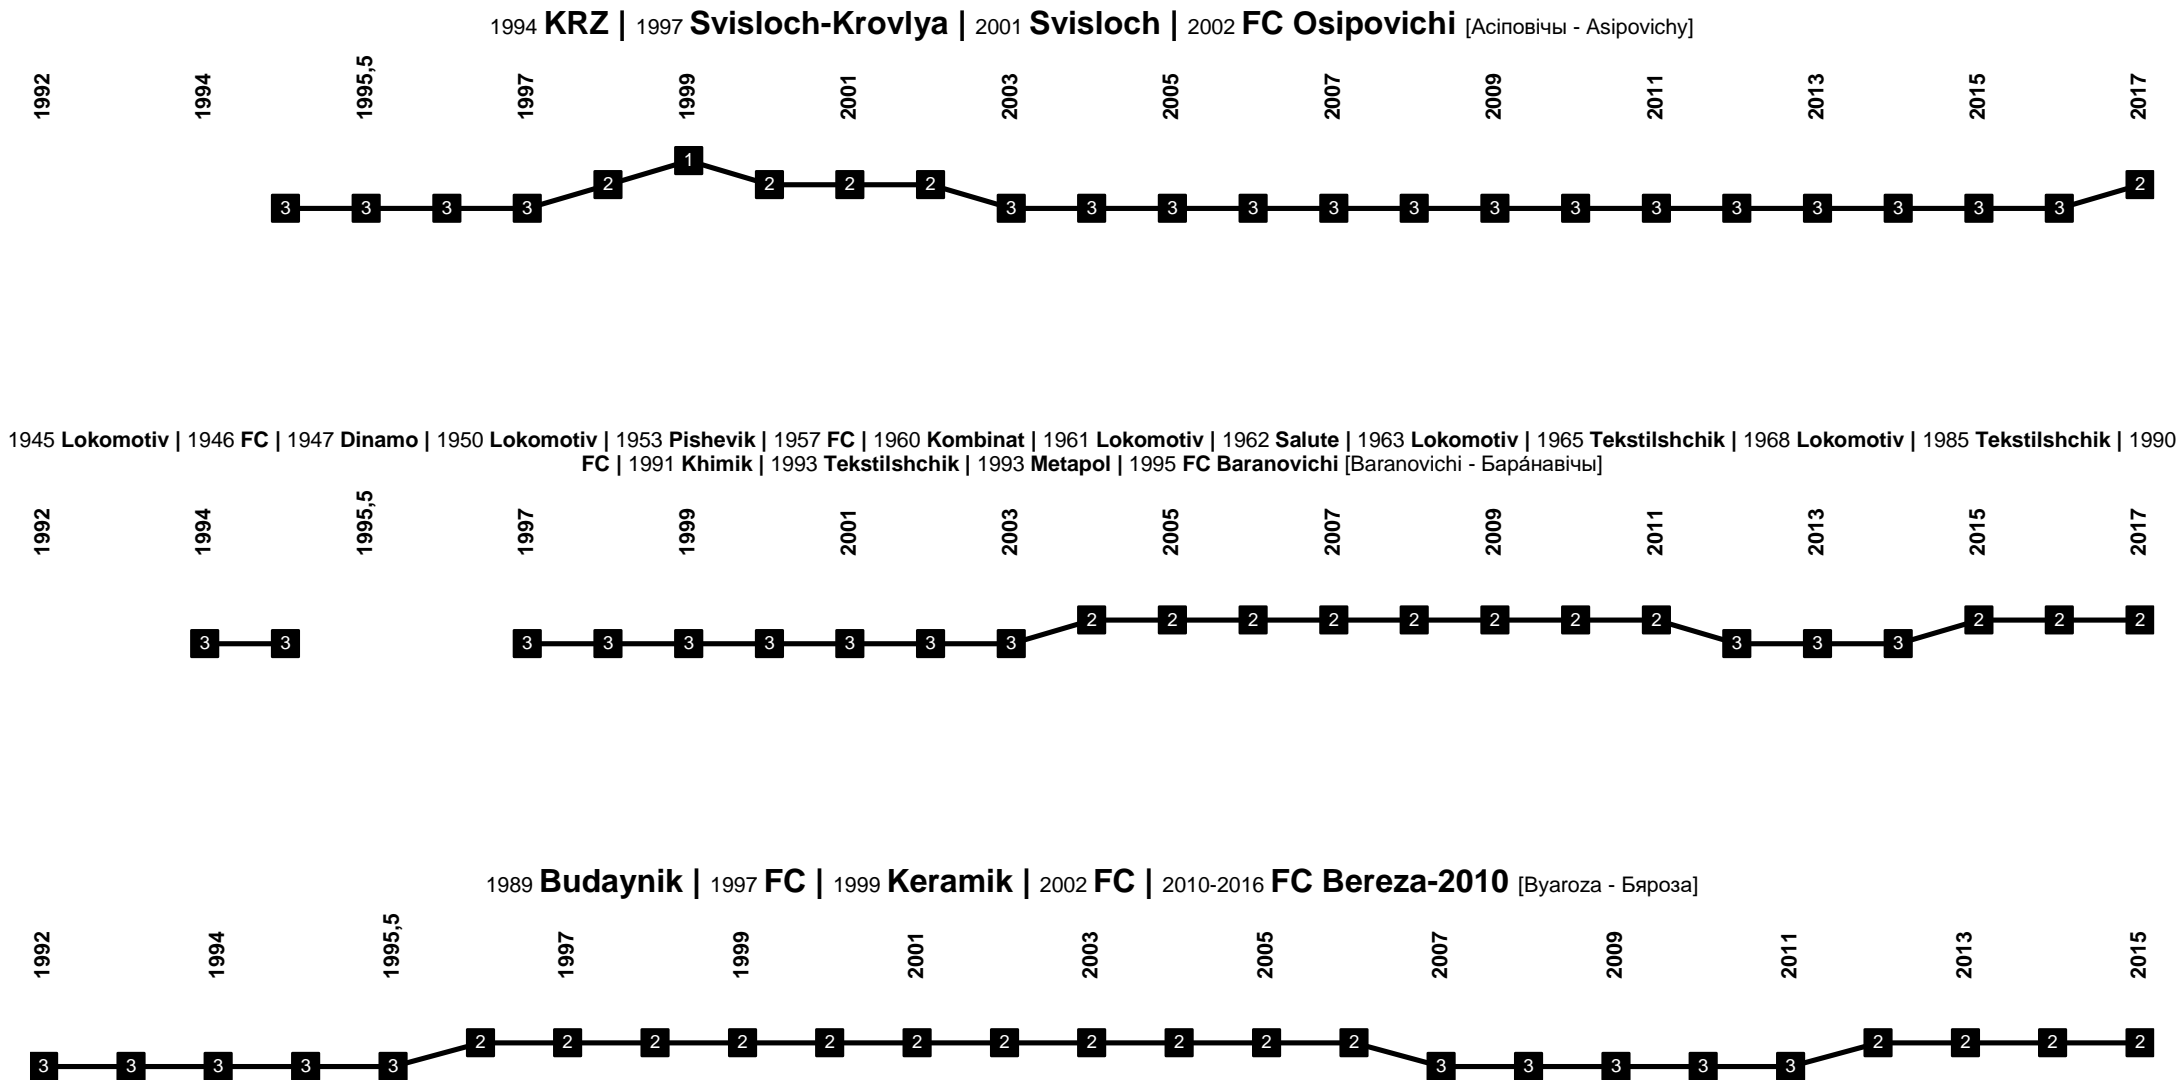 1994 KRZ | 1997 Svisloch-Krovlya | 2001 Svisloch | 2002 FC Osipovichi [Асіповічы - Asipovichy]
1992 1994 1995,5 1997 1999 2001 2003 2005 2007 2009 2011 2013 2015 2017
1
2 2 2 2 2
3 3 3 3 3 3 3 3 3 3 3 3 3 3 3 3 3 3
1945 Lokomotiv | 1946 FC | 1947 Dinamo | 1950 Lokomotiv | 1953 Pishevik | 1957 FC | 1960 Kombinat | 1961 Lokomotiv | 1962 Salute | 1963 Lokomotiv | 1965 Tekstilshchik | 1968 Lokomotiv | 1985 Tekstilshchik | 1990
FC | 1991 Khimik | 1993 Tekstilshchik | 1993 Metapol | 1995 FC Baranovichi [Baranovichi - Бара́навічы]
1992 1994 1995,5 1997 1999 2001 2003 2005 2007 2009 2011 2013 2015 2017
2 2 2 2 2 2 2 2 2 2 2
3 3 3 3 3 3 3 3 3 3 3 3
1989 Budaynik | 1997 FC | 1999 Keramik | 2002 FC | 2010-2016 FC Bereza-2010 [Byaroza - Бяроза]
1992 1994 1995,5 1997 1999 2001 2003 2005 2007 2009 2011 2013 2015
2 2 2 2 2 2 2 2 2 2 2 2 2 2 2
3 3 3 3 3 3 3 3 3 3